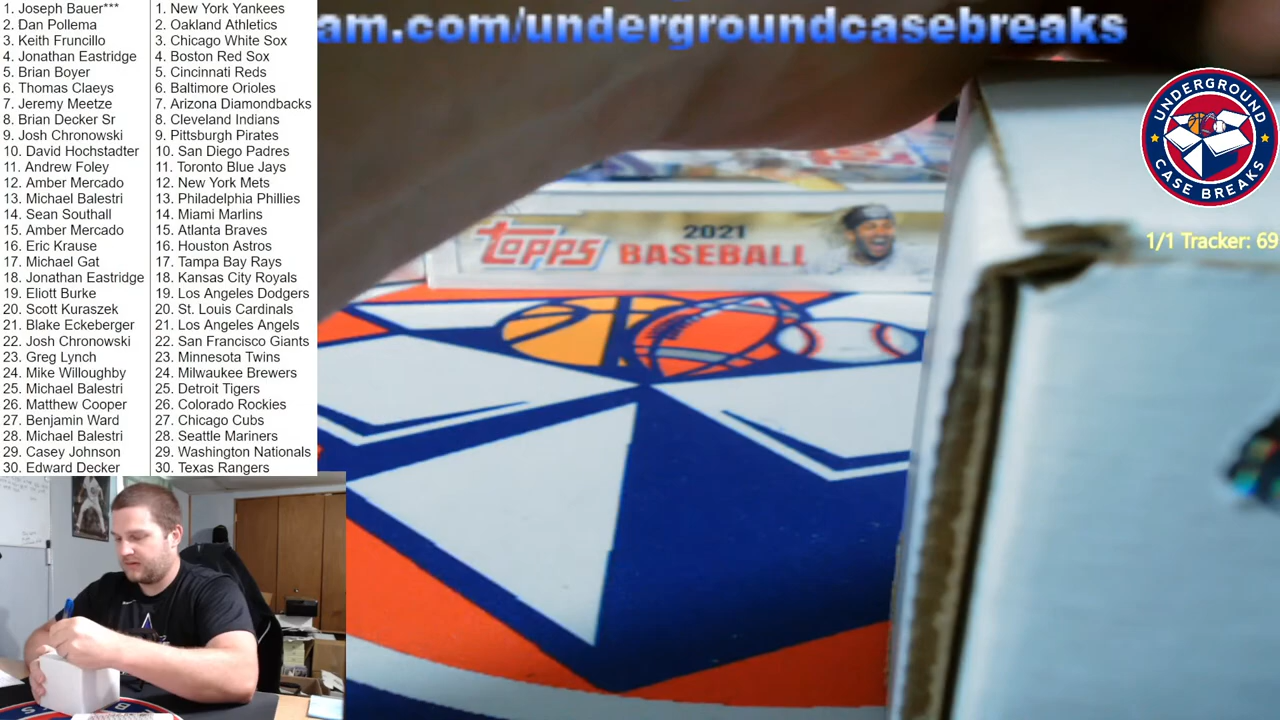 1. Joseph Bauer***
2. Dan Pollema
3. Keith Fruncillo
4. Jonathan Eastridge
5. Brian Boyer
6. Thomas Claeys
7. Jeremy Meetze
8. Brian Decker Sr
9. Josh Chronowski
10. David Hochstadter
11. Andrew Foley
12. Amber Mercado
13. Michael Balestri
14. Sean Southall
15. Amber Mercado
16. Eric Krause
17. Michael Gat
18. Jonathan Eastridge
19. Eliott Burke
20. Scott Kuraszek
21. Blake Eckeberger
22. Josh Chronowski
23. Greg Lynch
24. Mike Willoughby
25. Michael Balestri
26. Matthew Cooper
27. Benjamin Ward
28. Michael Balestri
29. Casey Johnson
30. Edward Decker
1. New York Yankees
2. Oakland Athletics
3. Chicago White Sox
4. Boston Red Sox
5. Cincinnati Reds
6. Baltimore Orioles
7. Arizona Diamondbacks
8. Cleveland Indians
9. Pittsburgh Pirates
10. San Diego Padres
11. Toronto Blue Jays
12. New York Mets
13. Philadelphia Phillies
14. Miami Marlins
15. Atlanta Braves
16. Houston Astros
17. Tampa Bay Rays
18. Kansas City Royals
19. Los Angeles Dodgers
20. St. Louis Cardinals
21. Los Angeles Angels
22. San Francisco Giants
23. Minnesota Twins
24. Milwaukee Brewers
25. Detroit Tigers
26. Colorado Rockies
27. Chicago Cubs
28. Seattle Mariners
29. Washington Nationals
30. Texas Rangers
am.com/undergroundcasebreaks
UNDERGROUND
CASE BREAKS
1/1 Tracker: 69
topps
2021
BASEBALL